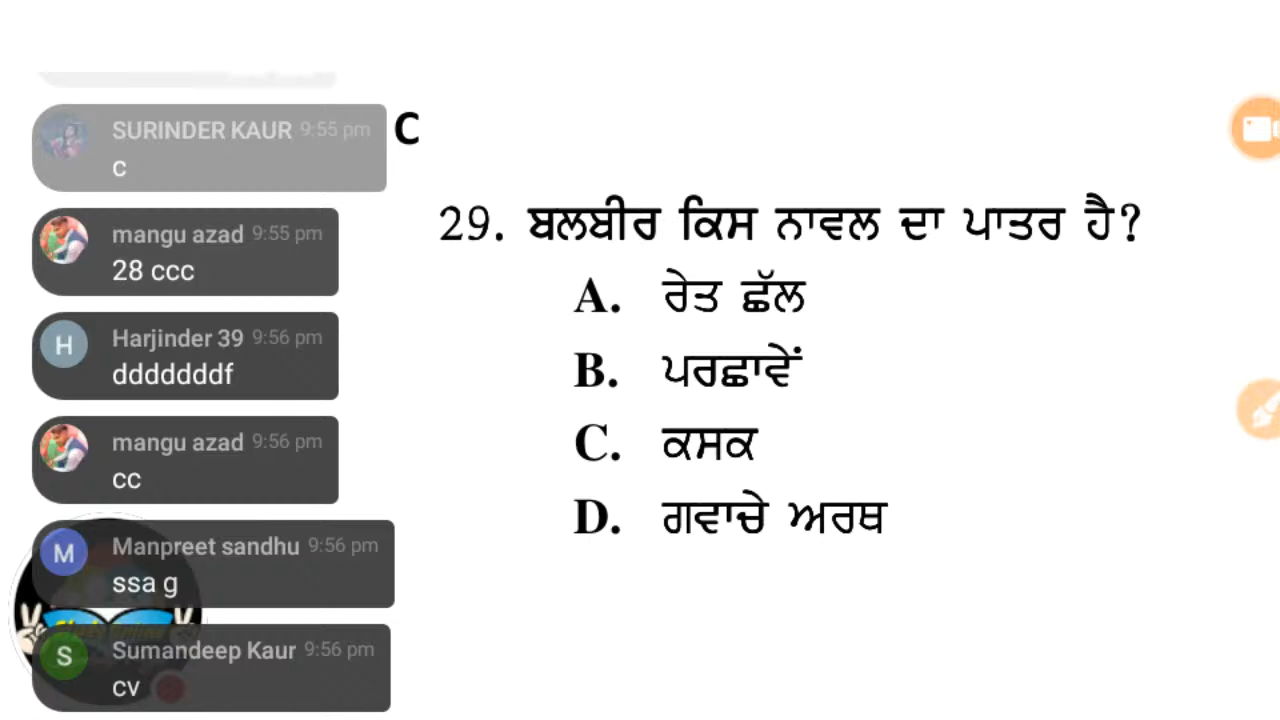 SURINDER KAUR 9:55 pm
c
C
mangu azad 9:55 pm
28 ccc
H Harjinder 39 9:56 pm
dddddddf
mangu azad 9:56 pm
cc
M Manpreet sandhu 9:56 pm
ssa g
S Sumandeep Kaur 9:56 pm
cv
29. ਬਲਬੀਰ ਕਿਸ ਨਾਵਲ ਦਾ ਪਾਤਰ ਹੈ?
A. ਰੇਤ ਛੱਲ
B. ਪਰਛਾਵੇਂ
C. ਕਸਕ
D. ਗਵਾਚੇ ਅਰਥ